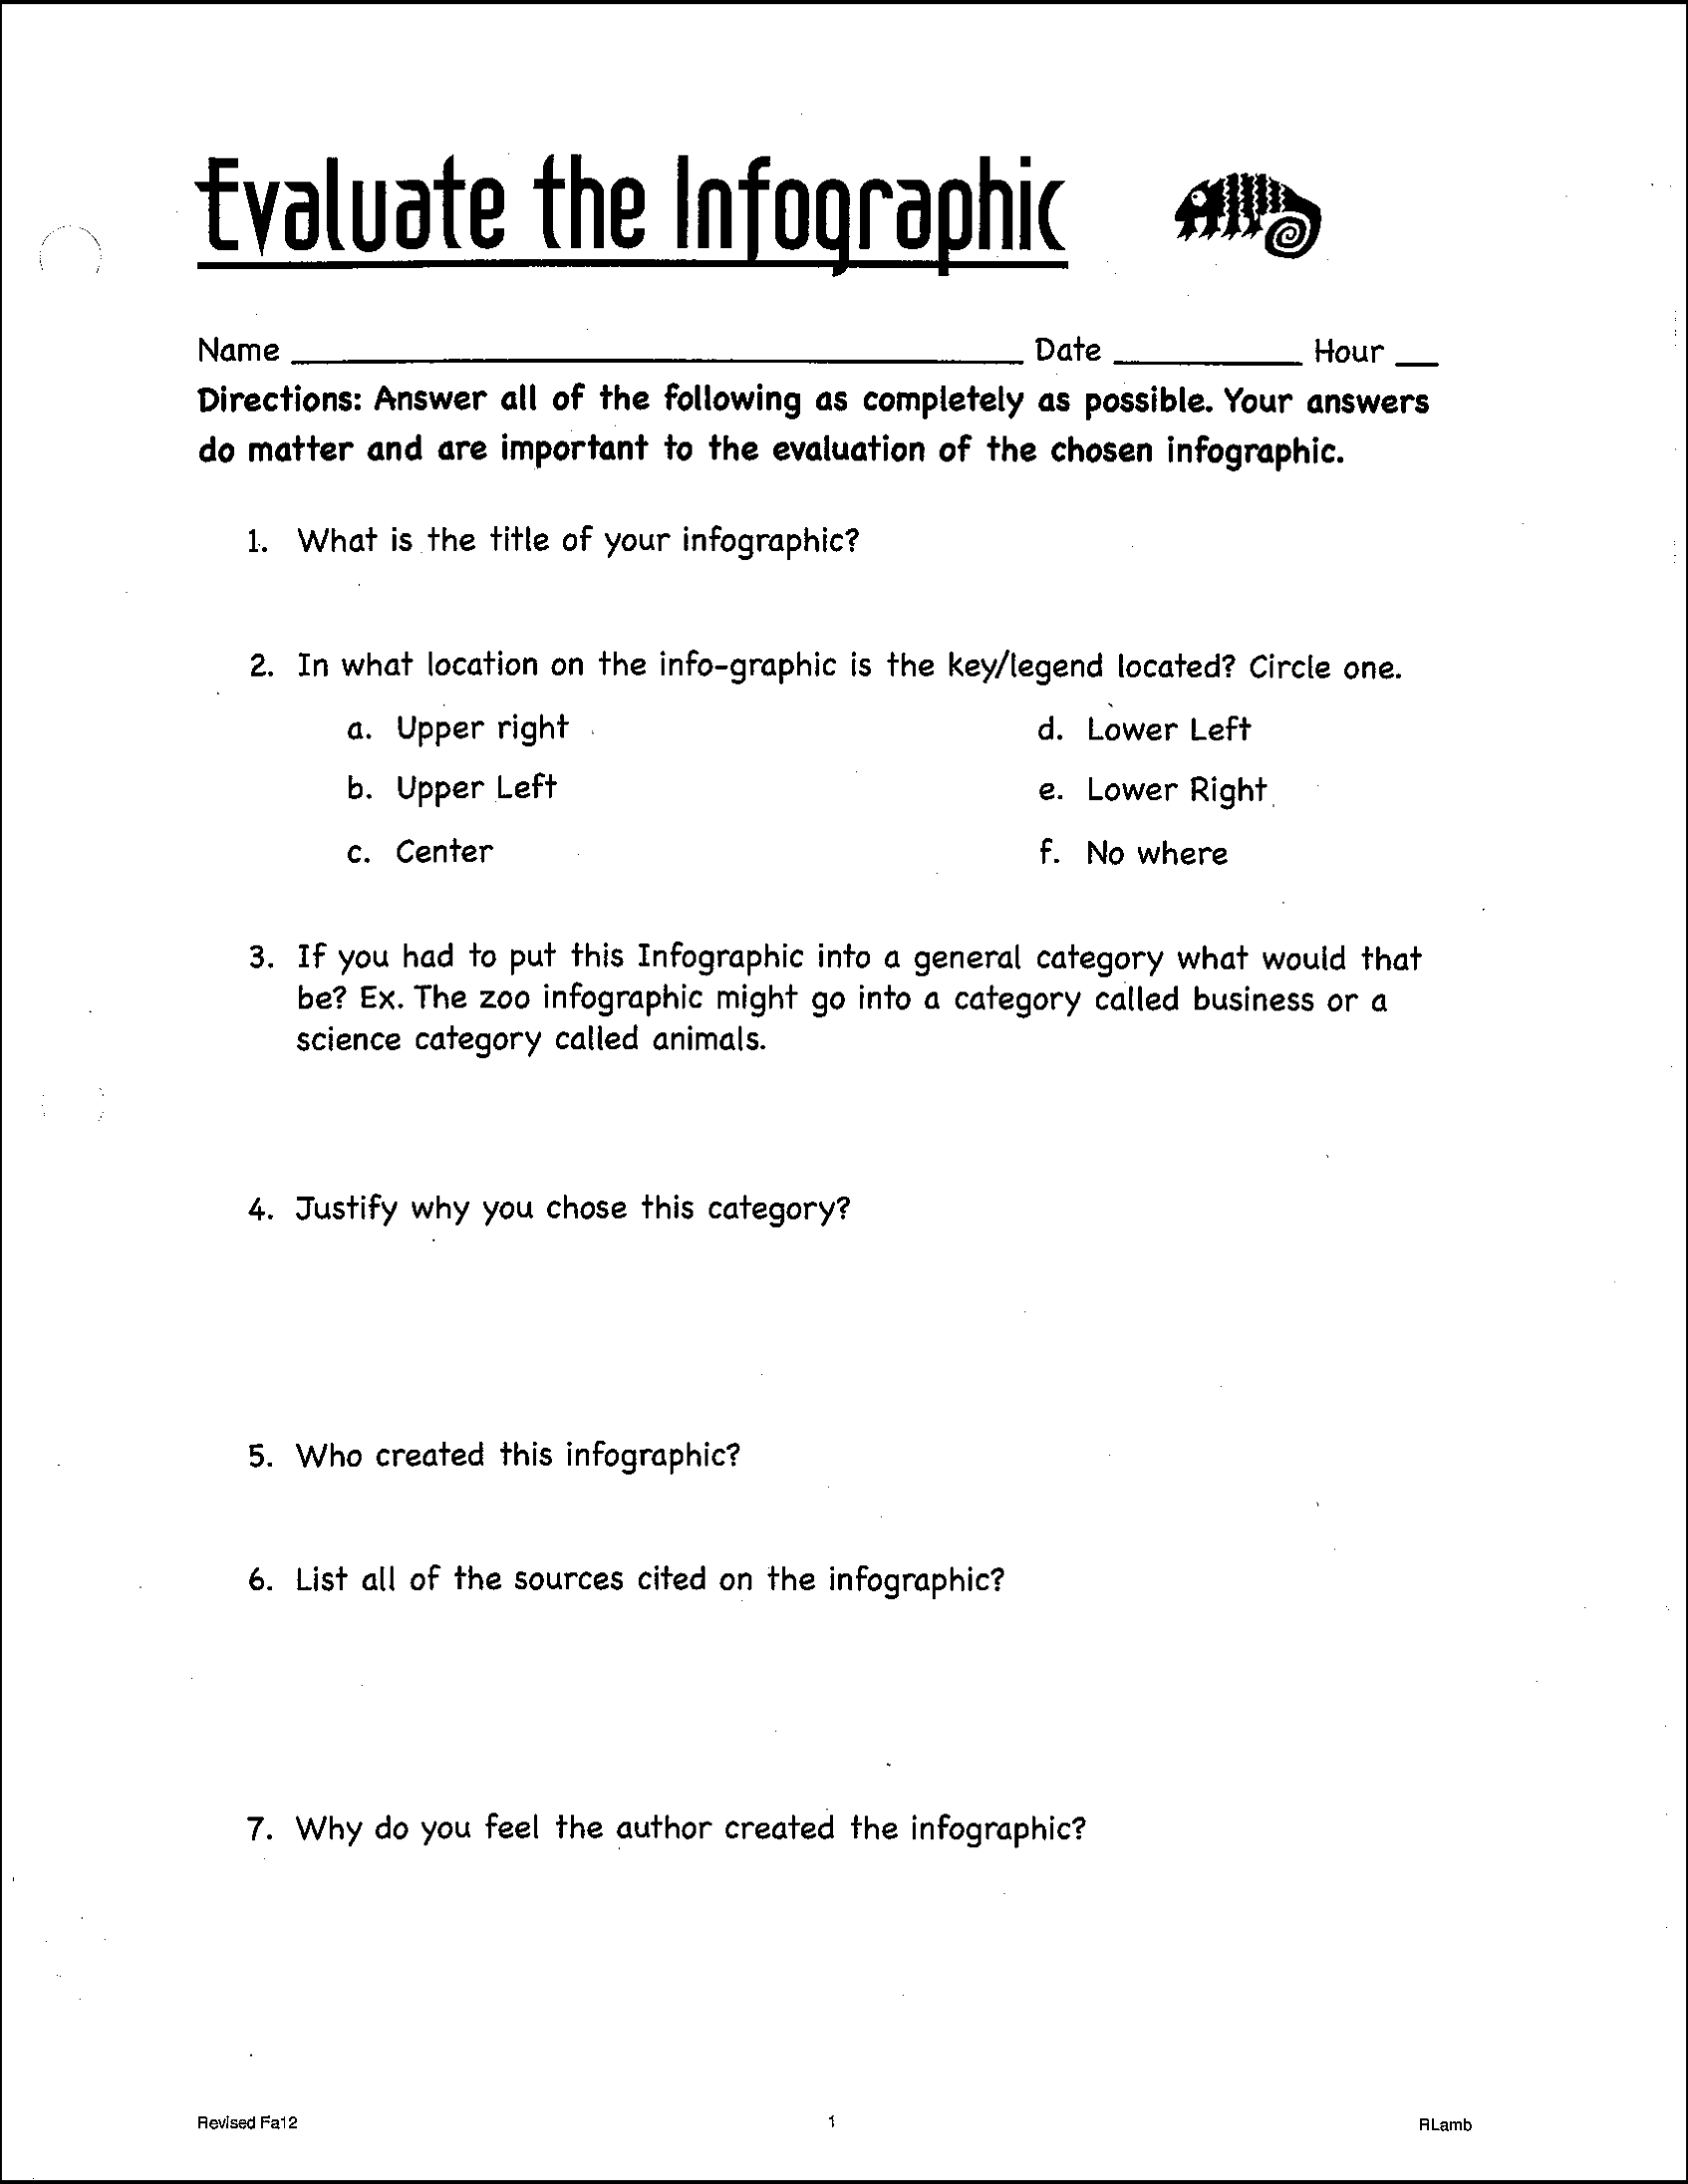 Evaluate the Infographic
Name ______ Date ______ Hour __
Directions: Answer all of the following as completely as possible. Your answers
do matter and are important to the evaluation of the chosen infographic.
1. What is the title of your infographic?
2. In what location on the info-graphic is the key/legend located? Circle one.
a. Upper right
b. Upper Left
c. Center
d. Lower Left
e. Lower Right
f. No where
3. If you had to put this Infographic into a general category what would that
be? Ex. The zoo infographic might go into a category called business or a
science category called animals.
4. Justify why you chose this category?
5. Who created this infographic?
6. List all of the sources cited on the infographic?
7. Why do you feel the author created the infographic?
Revised Fa12 1 RLamb